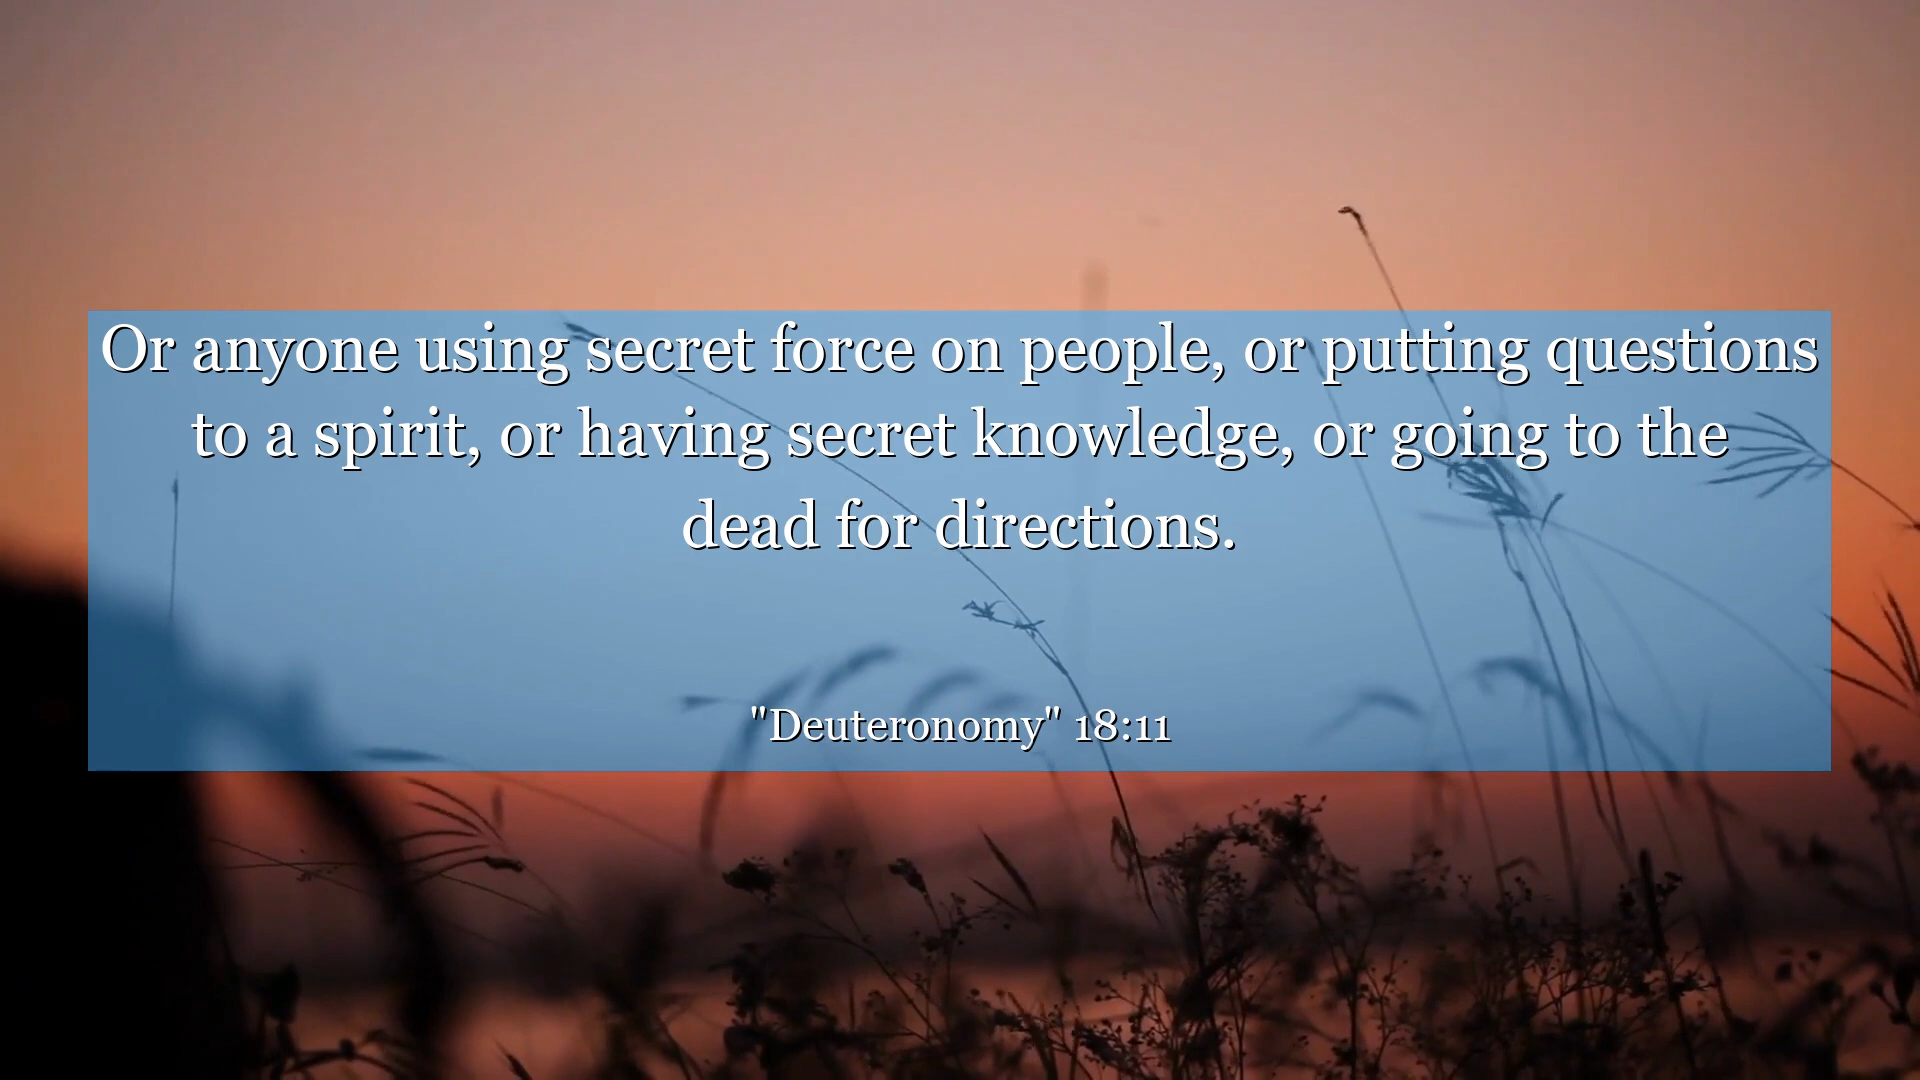 Or anyone using secret force on people, or putting questions
to a spirit, or having secret knowledge, or going to the
dead for directions.
"Deuteronomy" 18:11